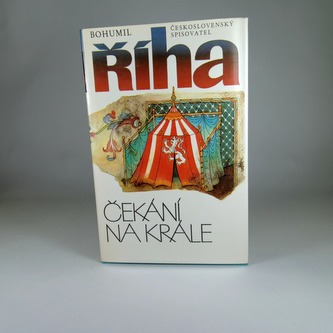 BOHUMIL
ČESKOSLOVENSKÝ
SPISOVATEL
Říha
ČEKÁNÍ
NA KRÁLE